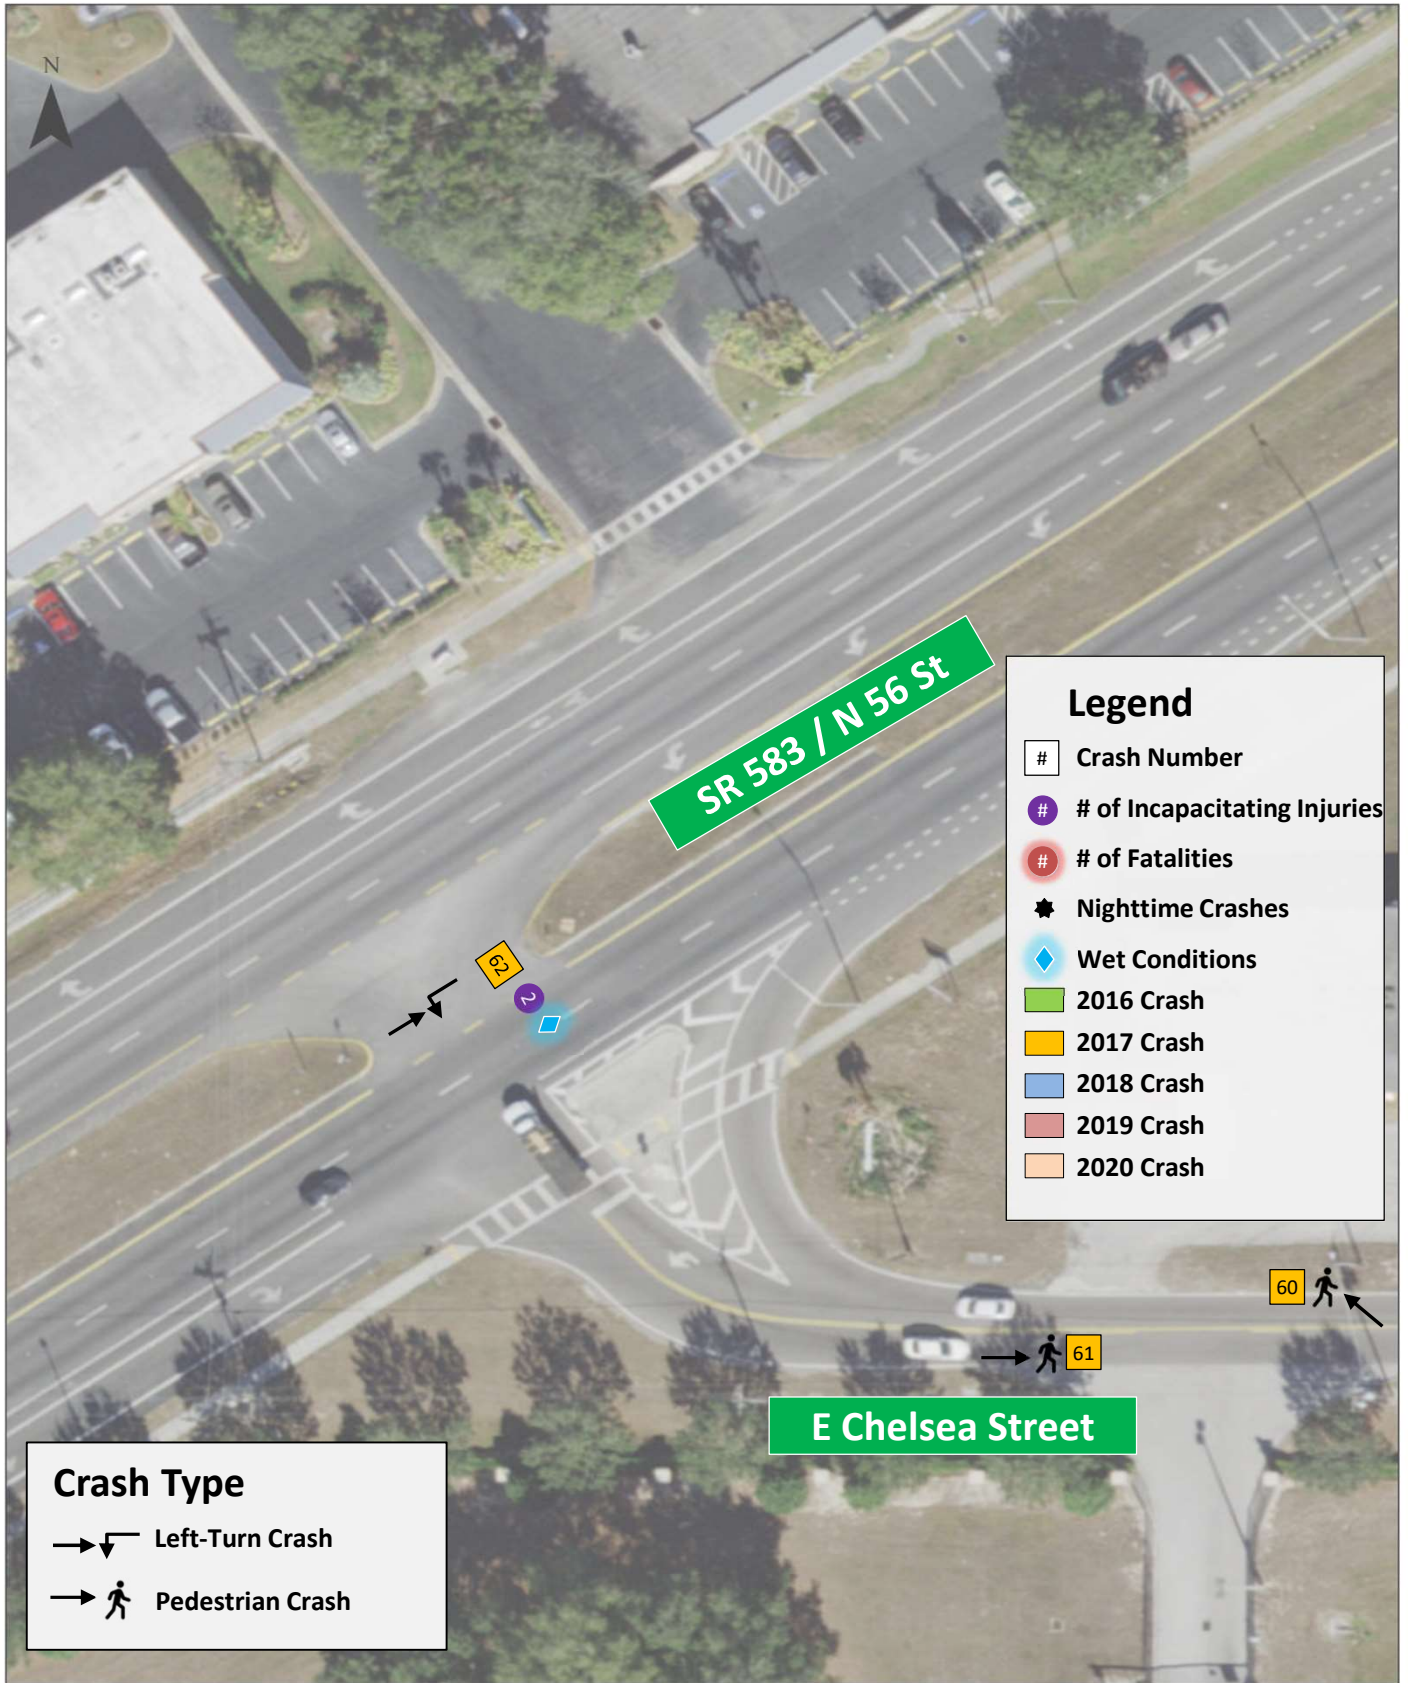 N
SR 583 / N 56 St
Legend
# Crash Number
# # of Incapacitating Injuries
# # of Fatalities
Nighttime Crashes
Wet Conditions
2016 Crash
2017 Crash
2018 Crash
2019 Crash
2020 Crash
62
2
60
61
E Chelsea Street
Crash Type
Left-Turn Crash
Pedestrian Crash